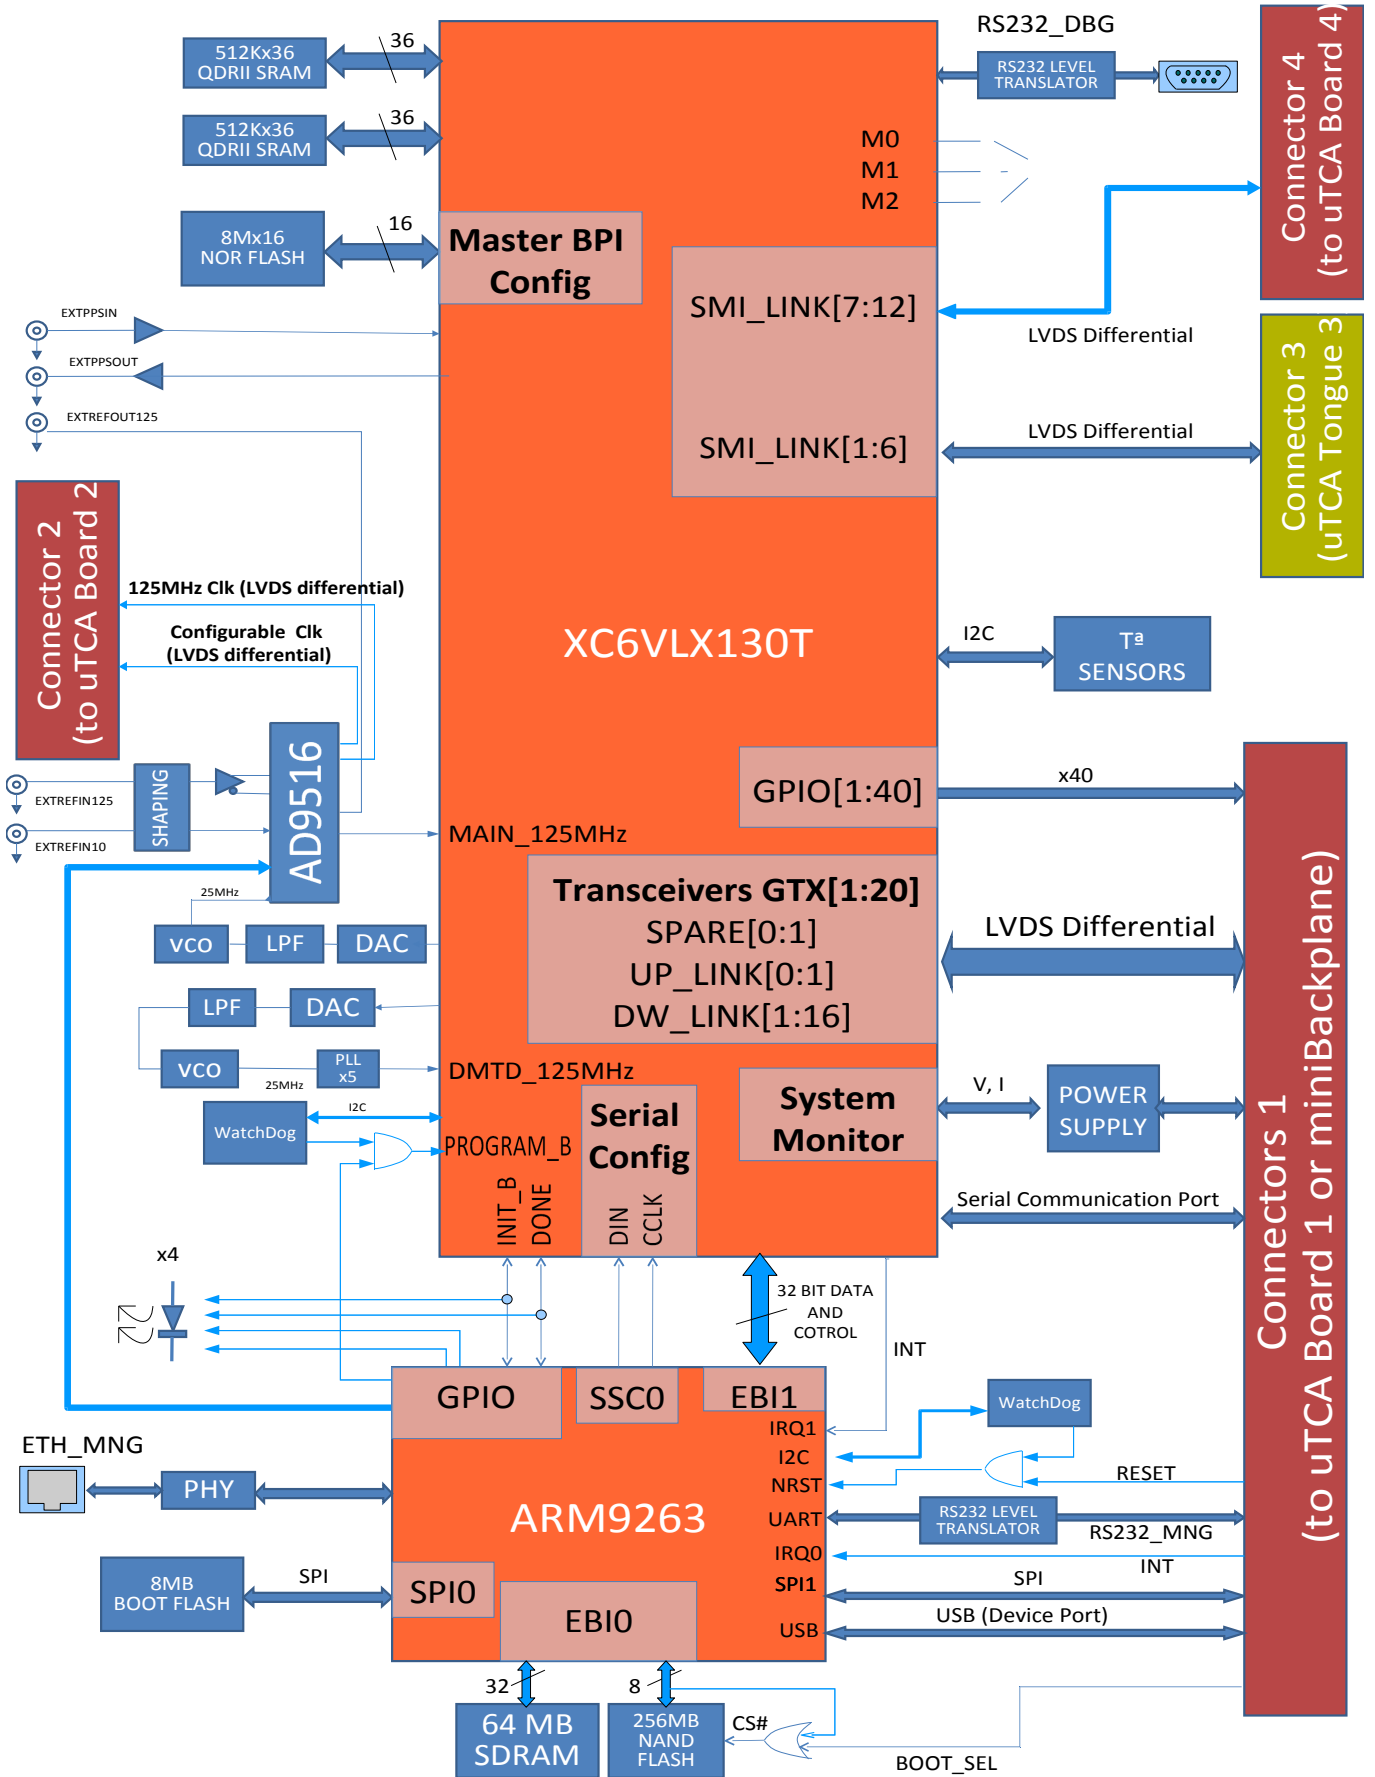 RS232_DBG
512Kx36
QDRII SRAM
36
RS232 LEVEL
TRANSLATOR
512Kx36
QDRII SRAM
36
M0
M1
M2
Connector 4
(to uTCA Board 4)
8Mx16
NOR FLASH
16
Master BPI
Config
SMI_LINK[7:12]
LVDS Differential
EXTPPSIN
EXTPPSOUT
EXTREFOUT125
SMI_LINK[1:6]
LVDS Differential
Connector 3
(uTCA Tongue 3)
Connector 2
(to uTCA Board 2)
125MHz Clk (LVDS differential)
Configurable Clk
(LVDS differential)
XC6VLX130T
I2C
Tª
SENSORS
EXTREFIN125
EXTREFIN10
SHAPING
AD9516
25MHz
MAIN_125MHz
GPIO[1:40]
x40
Transceivers GTX[1:20]
SPARE[0:1]
UP_LINK[0:1]
DW_LINK[1:16]
LVDS Differential
VCO
LPF
DAC
LPF
DAC
VCO
25MHz
PLL
x5
DMTD_125MHz
WatchDog
I2C
PROGRAM_B
Serial
Config
INIT_B
DONE
DIN
CCLK
System
Monitor
V, I
POWER
SUPPLY
Serial Communication Port
Connectors 1
(to uTCA Board 1 or miniBackplane)
x4
32 BIT DATA
AND
COTROL
INT
GPIO
SSC0
EBI1
IRQ1
I2C
NRST
UART
IRQ0
SPI1
USB
WatchDog
RESET
RS232 LEVEL
TRANSLATOR
RS232_MNG
INT
SPI
USB (Device Port)
ETH_MNG
PHY
ARM9263
8MB
BOOT FLASH
SPI
SPI0
EBI0
32
8
64 MB
SDRAM
256MB
NAND
FLASH
CS#
BOOT_SEL